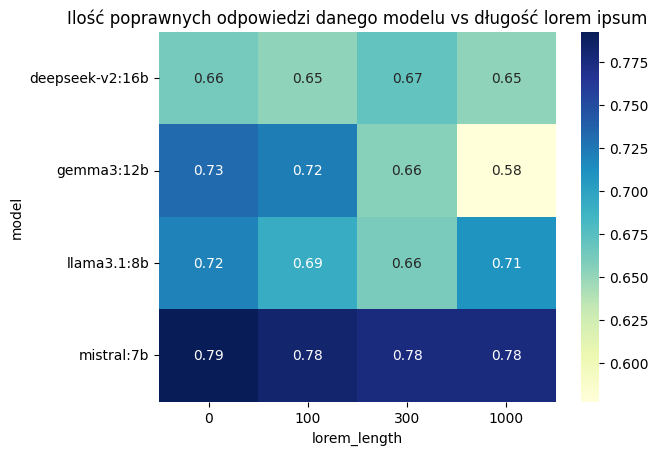 Ilość poprawnych odpowiedzi danego modelu vs długość lorem ipsum
deepseek-v2:16b 0.66 0.65 0.67 0.65
gemma3:12b 0.73 0.72 0.66 0.58
llama3.1:8b 0.72 0.69 0.66 0.71
mistral:7b 0.79 0.78 0.78 0.78
0 100 300 1000
lorem_length
model
0.775
0.750
0.725
0.700
0.675
0.650
0.625
0.600